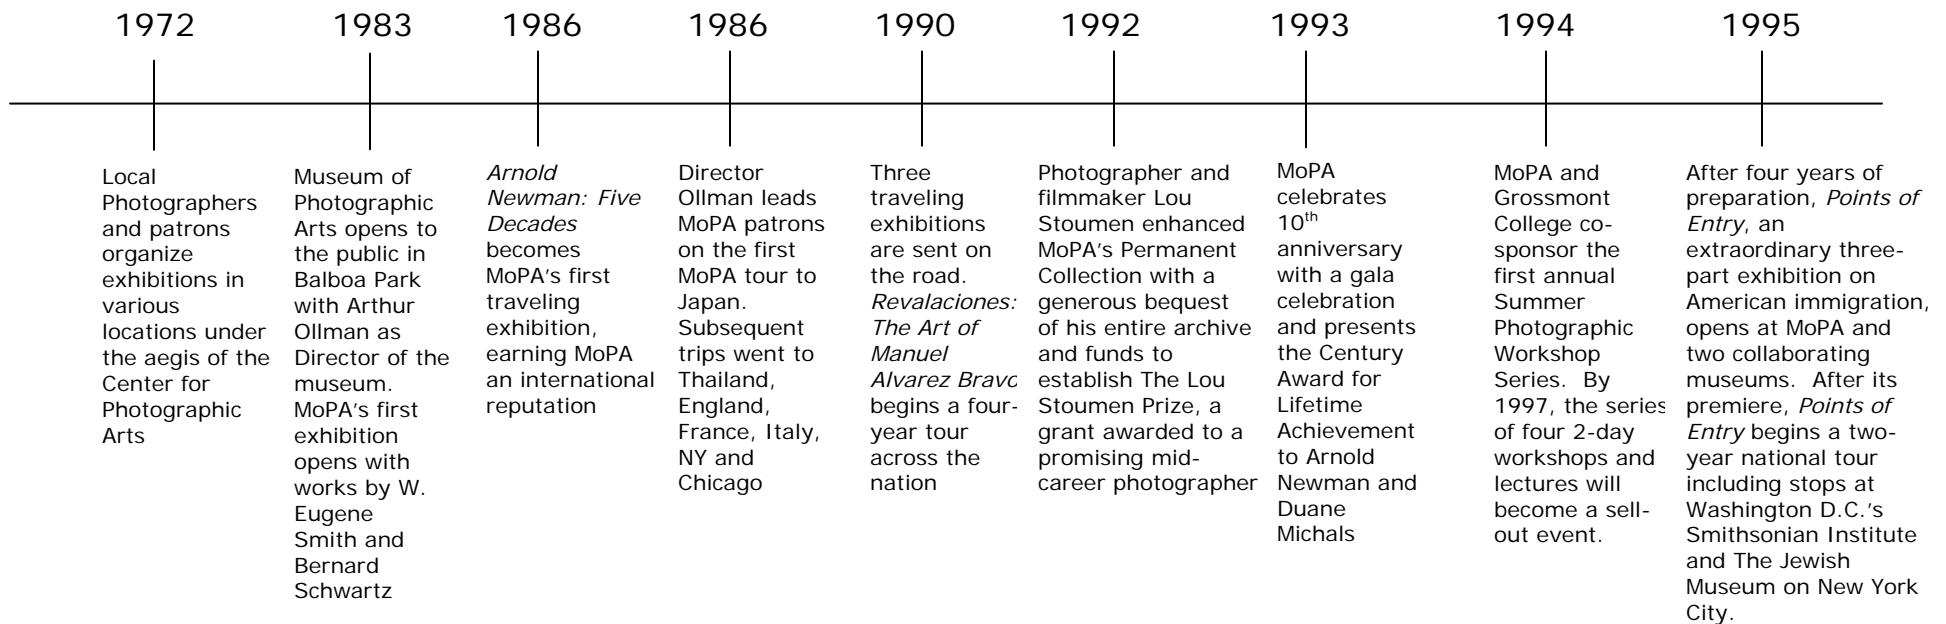 1972
1983
1986
1986
1990
1992
1993
1994
1995
Local
Photographers
and patrons
organize
exhibitions in
various
locations under
the aegis of the
Center for
Photographic
Arts
Museum of
Photographic
Arts opens to
the public in
Balboa Park
with Arthur
Ollman as
Director of the
museum.
MoPA's first
exhibition
opens with
works by W.
Eugene
Smith and
Bernard
Schwartz
Arnold
Newman: Five
Decades
becomes
MoPA's first
traveling
exhibition,
earning MoPA
an international
reputation
Director
Ollman leads
MoPA patrons
on the first
MoPA tour to
Japan.
Subsequent
trips went to
Thailand,
England,
France, Italy,
NY and
Chicago
Three
traveling
exhibitions
are sent on
the road.
Revalaciones:
The Art of
Manuel
Alvarez Bravo
begins a four-
year tour
across the
nation
Photographer and
filmmaker Lou
Stoumen enhanced
MoPA's Permanent
Collection with a
generous bequest
of his entire archive
and funds to
establish The Lou
Stoumen Prize, a
grant awarded to a
promising mid-
career photographer
MoPA
celebrates
10th
anniversary
with a gala
celebration
and presents
the Century
Award for
Lifetime
Achievement
to Arnold
Newman and
Duane
Michals
MoPA and
Grossmont
College co-
sponsor the
first annual
Summer
Photographic
Workshop
Series. By
1997, the series
of four 2-day
workshops and
lectures will
become a sell-
out event.
After four years of
preparation, Points of
Entry, an
extraordinary three-
part exhibition on
American immigration,
opens at MoPA and
two collaborating
museums. After its
premiere, Points of
Entry begins a two-
year national tour
including stops at
Washington D.C.'s
Smithsonian Institute
and The Jewish
Museum on New York
City.